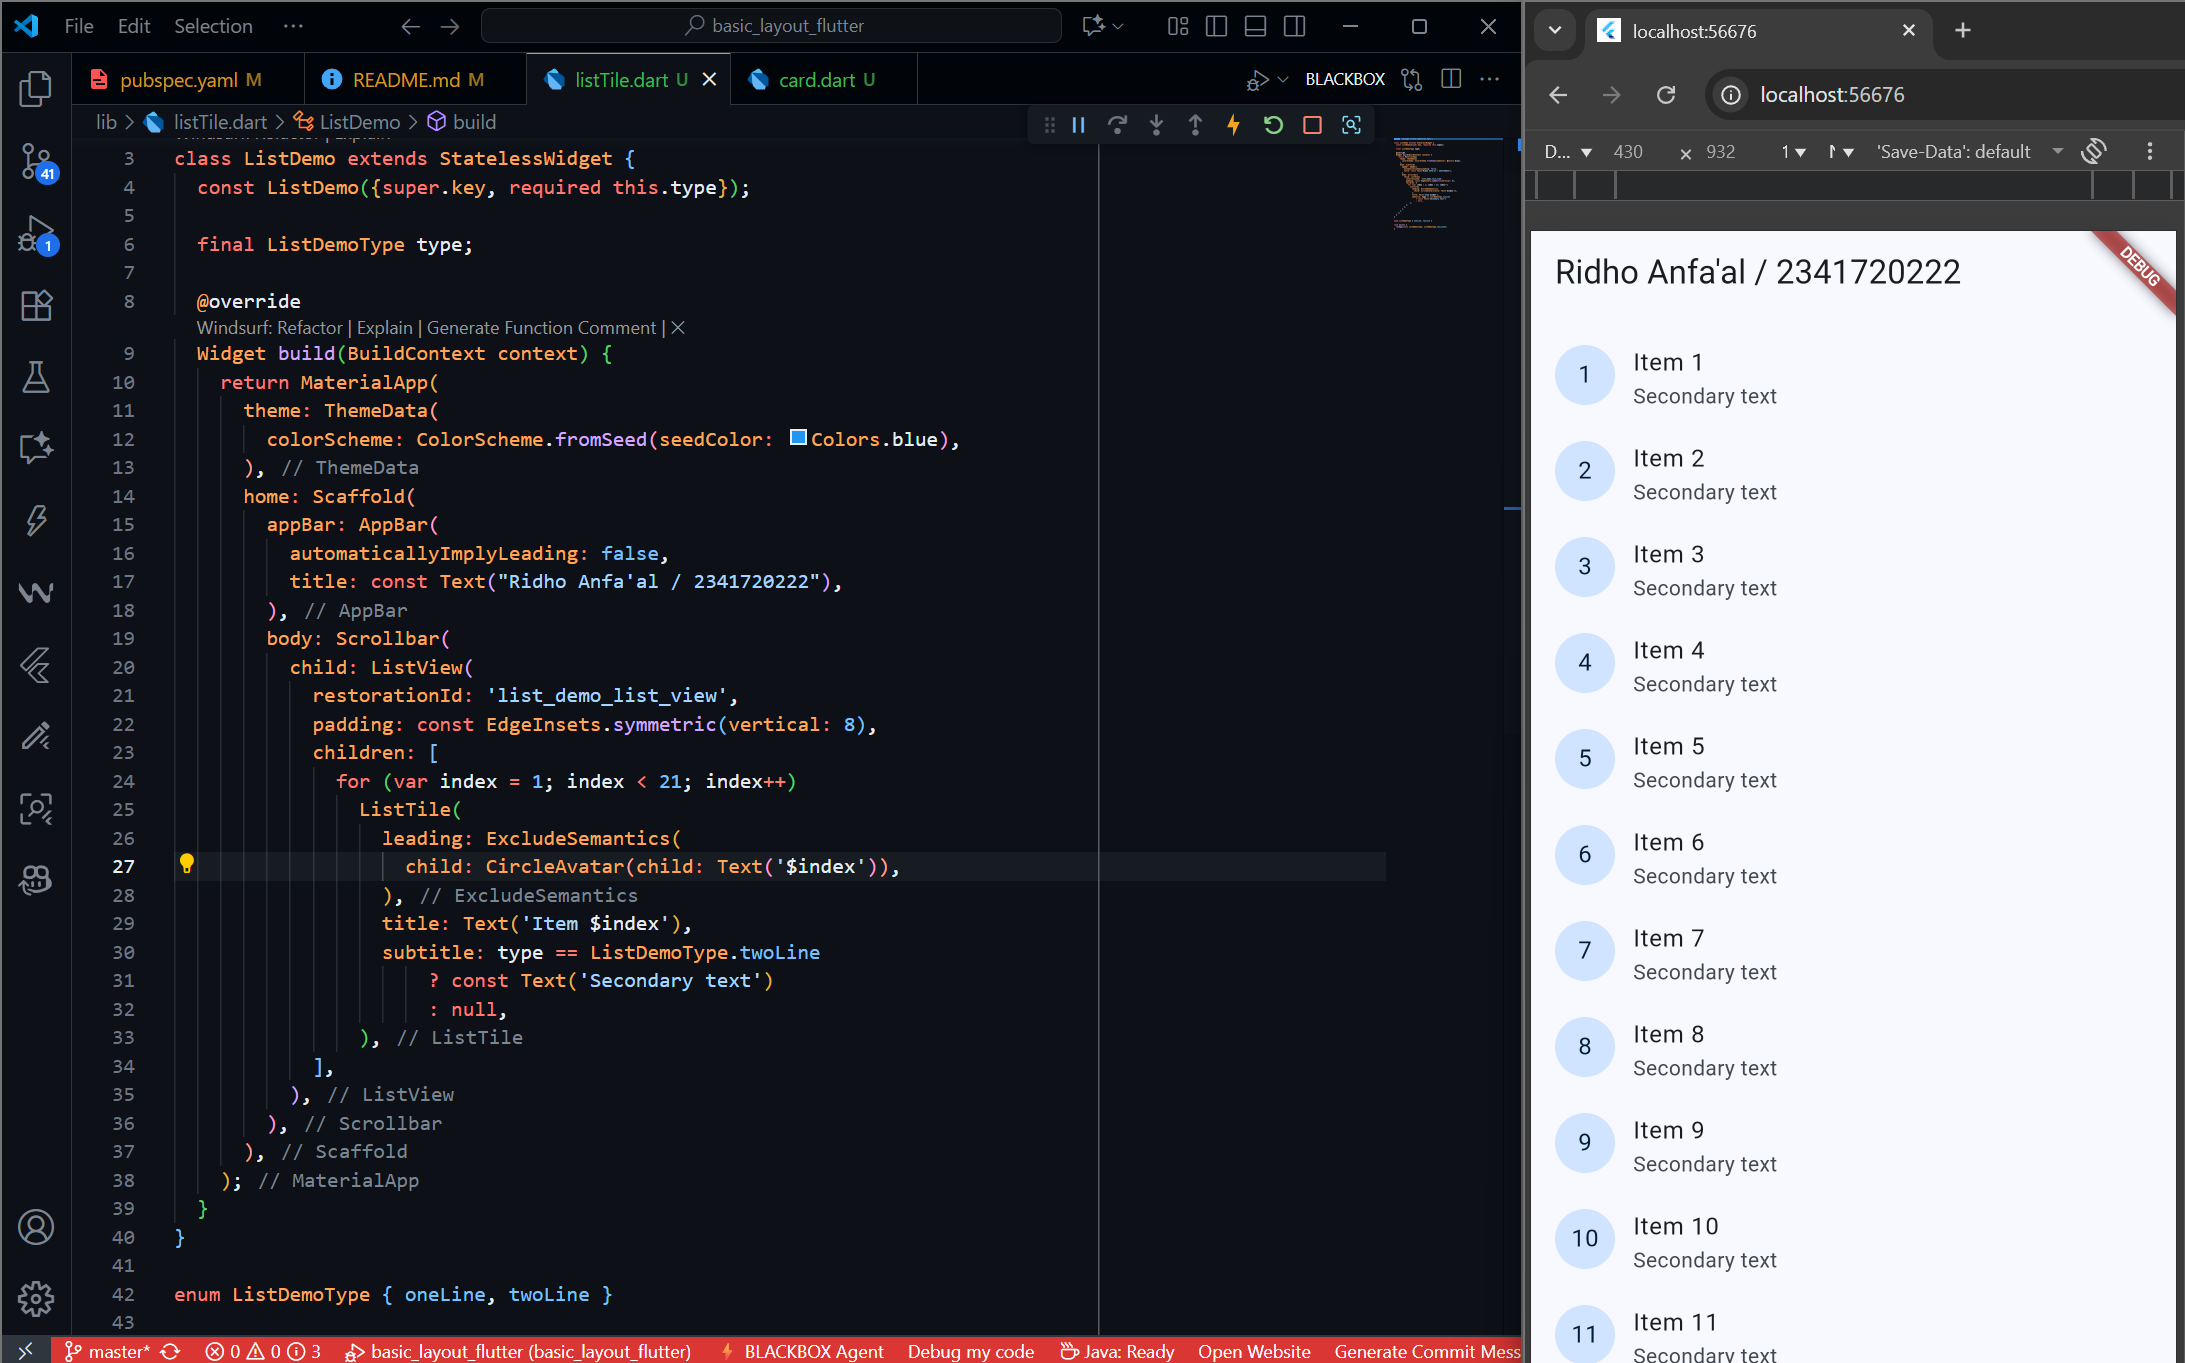 File Edit Selection ···
basic_layout_flutter
pubspec.yaml M
README.md M
listTile.dart U
card.dart U
BLACKBOX
lib > listTile.dart > ListDemo > build
3 class ListDemo extends StatelessWidget {
4 const ListDemo({super.key, required this.type});
5
6 final ListDemoType type;
7
8 @override
Windsurf: Refactor | Explain | Generate Function Comment | ×
9 Widget build(BuildContext context) {
10 return MaterialApp(
11 theme: ThemeData(
12 colorScheme: ColorScheme.fromSeed(seedColor: Colors.blue),
13 ), // ThemeData
14 home: Scaffold(
15 appBar: AppBar(
16 automaticallyImplyLeading: false,
17 title: const Text("Ridho Anfa'al / 2341720222"),
18 ), // AppBar
19 body: Scrollbar(
20 child: ListView(
21 restorationId: 'list_demo_list_view',
22 padding: const EdgeInsets.symmetric(vertical: 8),
23 children: [
24 for (var index = 1; index < 21; index++)
25 ListTile(
26 leading: ExcludeSemantics(
27 child: CircleAvatar(child: Text('$index')),
28 ), // ExcludeSemantics
29 title: Text('Item $index'),
30 subtitle: type == ListDemoType.twoLine
31 ? const Text('Secondary text')
32 : null,
33 ), // ListTile
34 ],
35 ), // ListView
36 ), // Scrollbar
37 ), // Scaffold
38 ); // MaterialApp
39 }
40 }
41
42 enum ListDemoType { oneLine, twoLine }
43
41
1
master* 0 0 3 basic_layout_flutter (basic_layout_flutter) BLACKBOX Agent Debug my code Java: Ready Open Website Generate Commit Mess
localhost:56676
localhost:56676
D... 430 × 932 1 'Save-Data': default
Ridho Anfa'al / 2341720222
DEBUG
1 Item 1
Secondary text
2 Item 2
Secondary text
3 Item 3
Secondary text
4 Item 4
Secondary text
5 Item 5
Secondary text
6 Item 6
Secondary text
7 Item 7
Secondary text
8 Item 8
Secondary text
9 Item 9
Secondary text
10 Item 10
Secondary text
11 Item 11
Secondary text